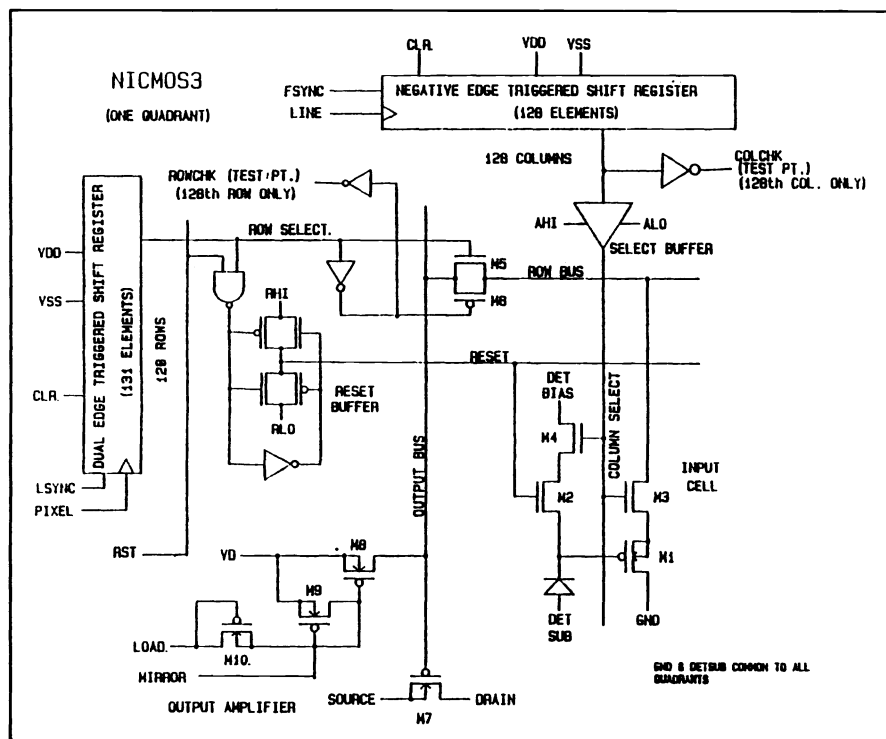 CLR.
VDD
VSS
NICMOS3
(ONE QUADRANT)
FSYNC
LINE
NEGATIVE EDGE TRIGGERED SHIFT REGISTER
(128 ELEMENTS)
128 COLUMNS
COLCHK
(TEST PT.)
(128th COL. ONLY)
ROWCHK (TEST PT.)
(128th ROW ONLY)
AHI
ALO
SELECT BUFFER
ROW SELECT.
VDD
VSS
CLR.
DUAL EDGE TRIGGERED SHIFT REGISTER
(131 ELEMENTS)
128 ROWS
M5
M6
ROW BUS
RHI
RESET
RESET
BUFFER
RLO
DET
BIAS
M4
COLUMN SELECT
OUTPUT BUS
INPUT
CELL
M2
M3
M1
LSYNC
PIXEL
RST
VD
M8
M9
DET
SUB
GND
LOAD.
M10.
MIRROR
OUTPUT AMPLIFIER
SOURCE
DRAIN
M7
GND & DETSUB COMMON TO ALL
QUADRANTS